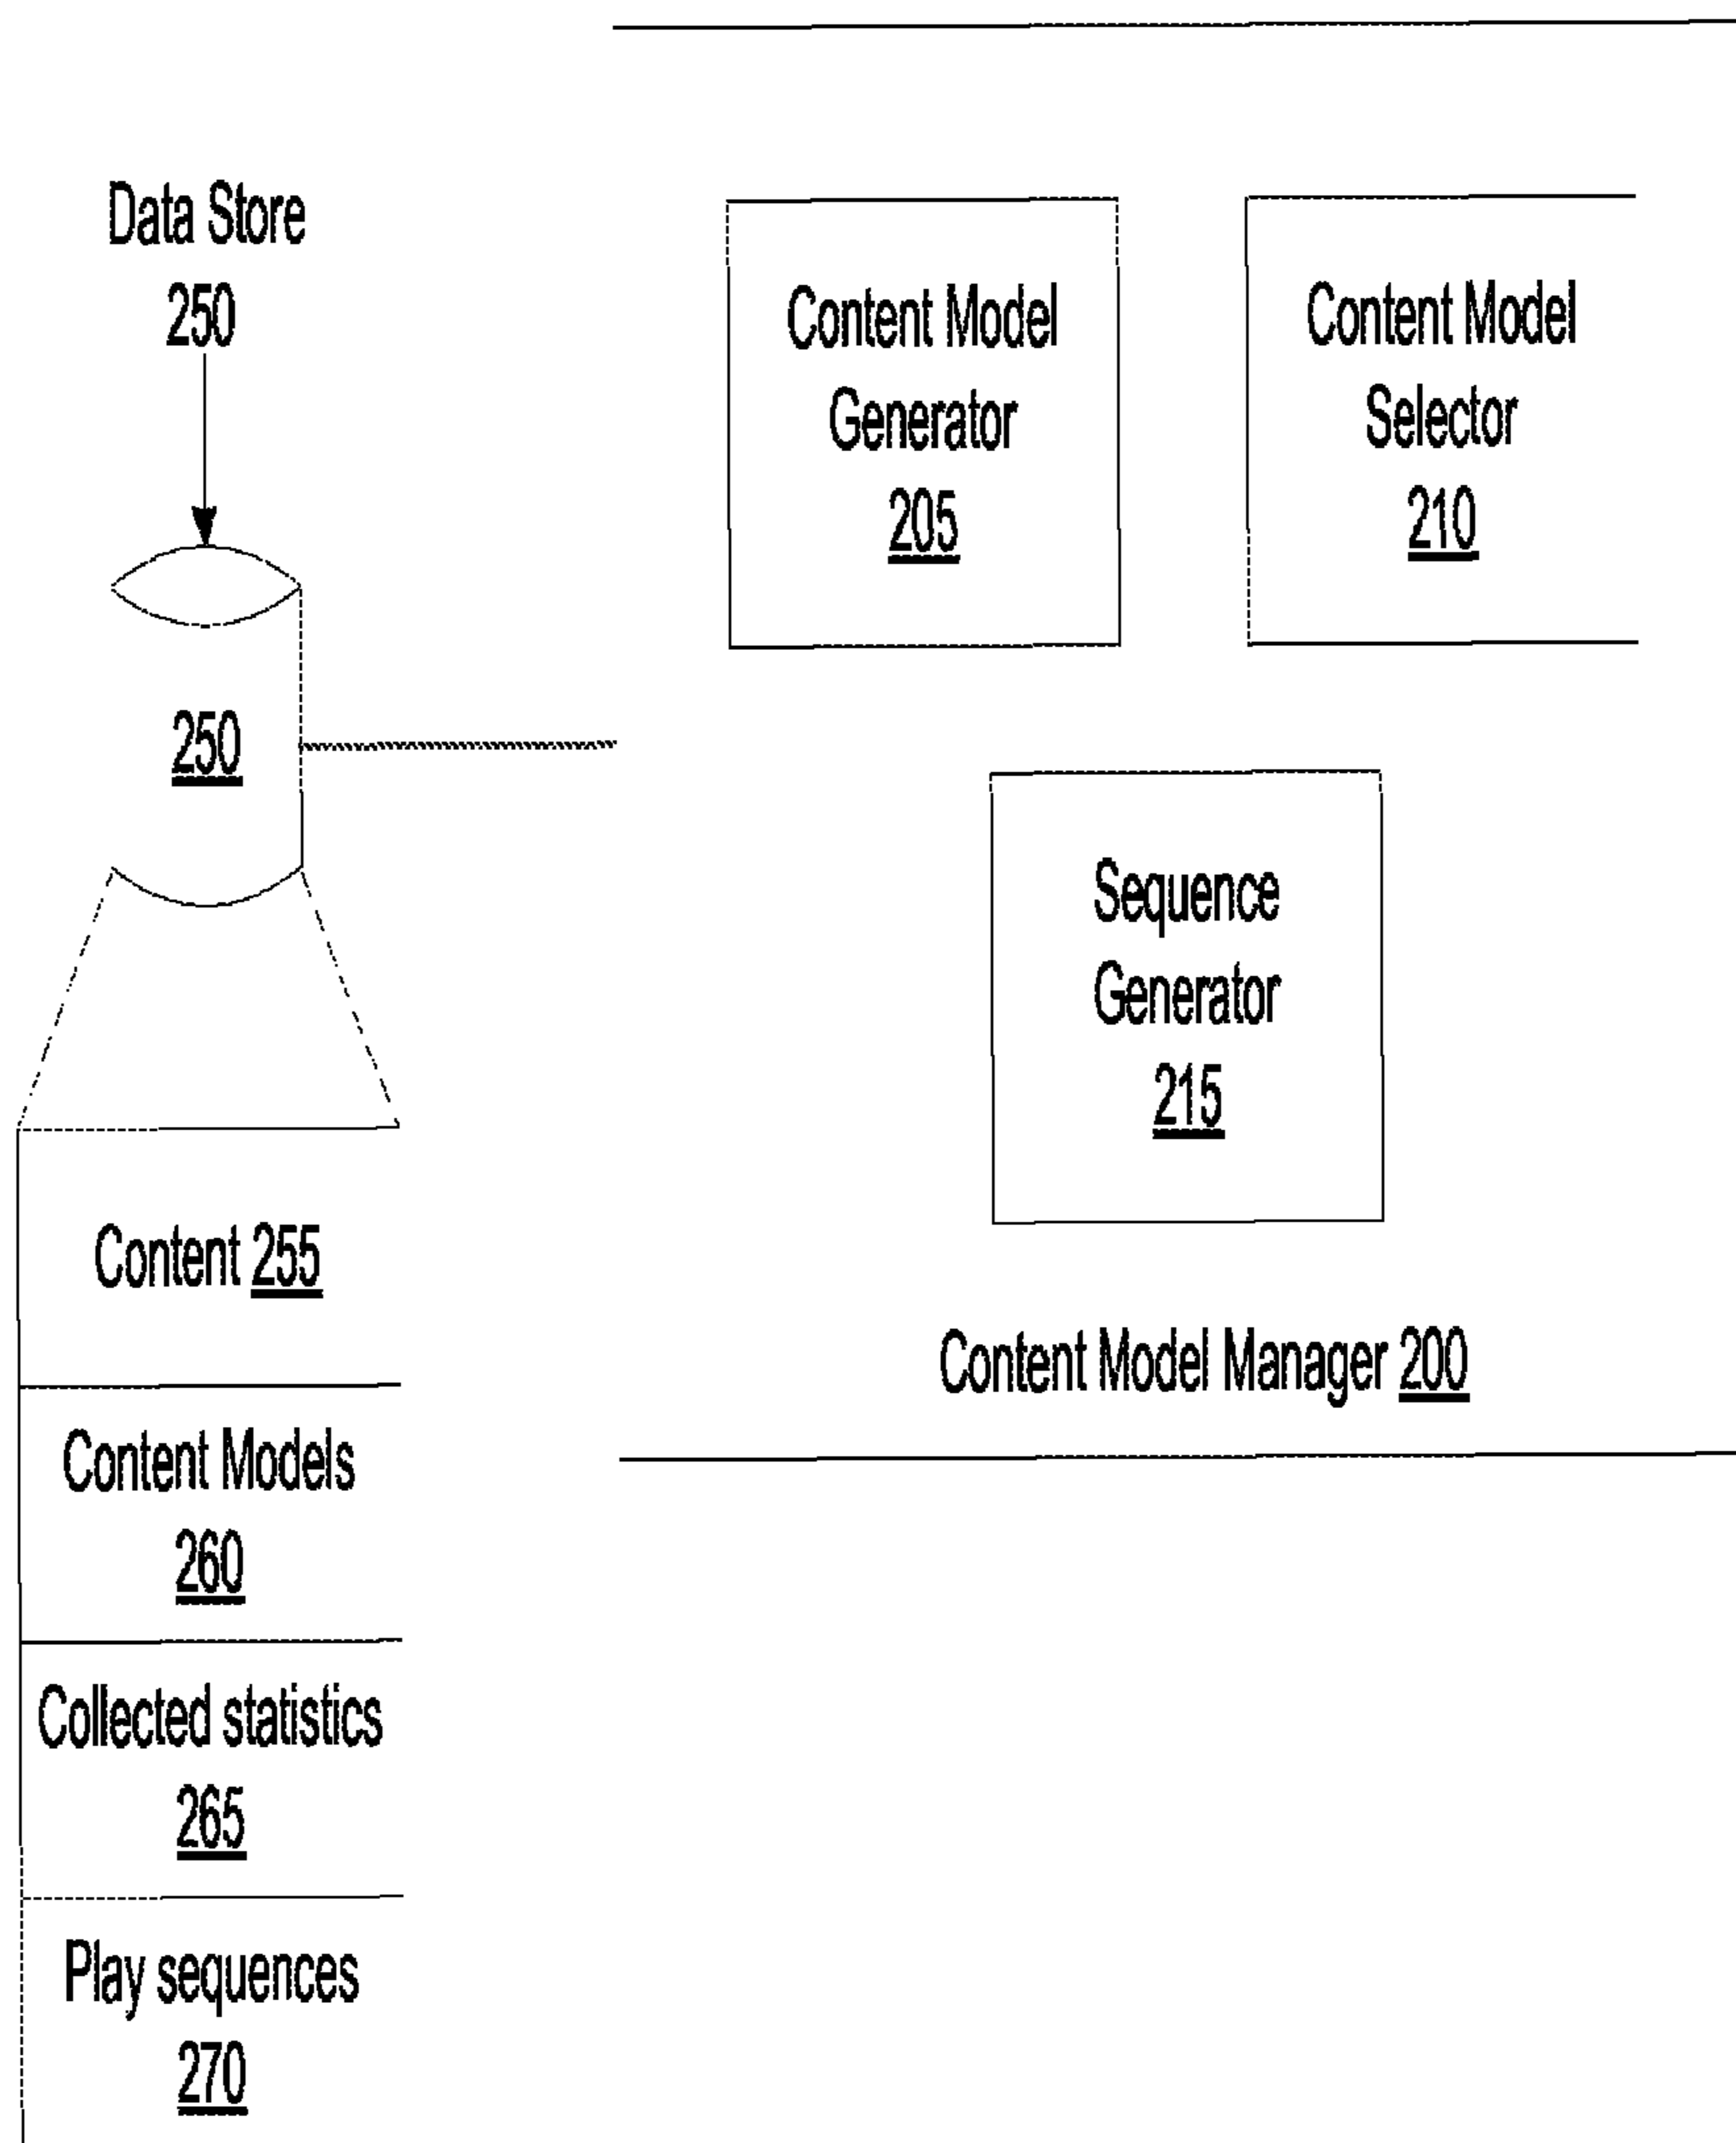 Data Store
250
250
Content 255
Content Models
260
Collected statistics
265
Play sequences
270
Content Model
Generator
205
Content Model
Selector
210
Sequence
Generator
215
Content Model Manager 200